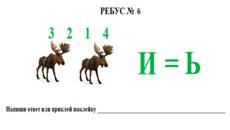 РЕБУС № 6
3 2 1 4
И = Ь
Напиши ответ или приклей наклейку